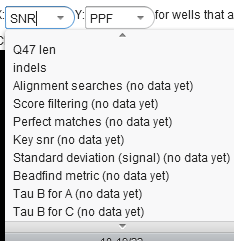 X: SNR Y: PPF for wells that a
C
Q47 len
indels
Alignment searches (no data yet)
Score filtering (no data yet)
Perfect matches (no data yet)
Key snr (no data yet)
Standard deviation (signal) (no data yet)
Beadfind metric (no data yet)
Tau B for A (no data yet)
Tau B for C (no data yet)